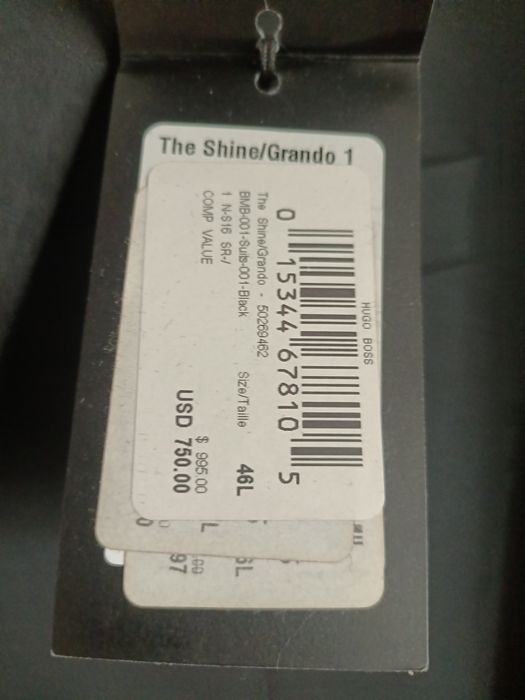 The Shine/Grando 1
HUGO BOSS
0 15344 67810 5
The Shine/Grando - 50269462
BMB-001-Suits-001-Black
1 N-S16 SR-/
Size/Taille 46L
COMP VALUE $ 995.00
USD 750.00